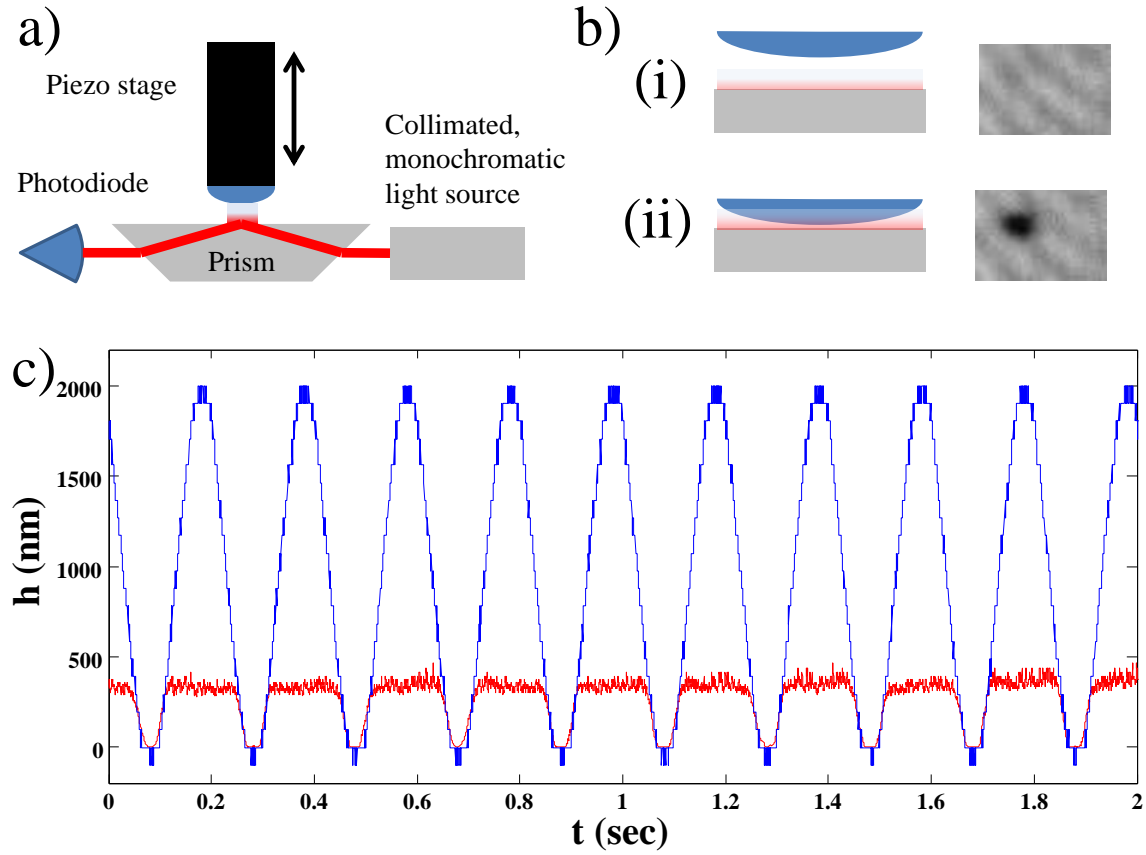 a)
Piezo stage
Collimated,
monochromatic
light source
Photodiode
Prism
b)
(i)
(ii)
c)
h (nm)
2000
1500
1000
500
0
0 0.2 0.4 0.6 0.8 1 1.2 1.4 1.6 1.8 2
t (sec)